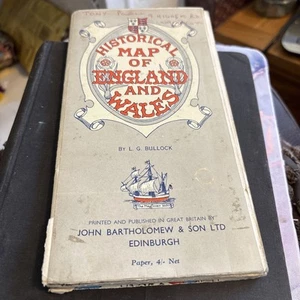 HISTORICAL
MAP
OF
ENGLAND
AND
WALES
BY L. G. BULLOCK
PRINTED AND PUBLISHED IN GREAT BRITAIN BY
JOHN BARTHOLOMEW & SON LTD
EDINBURGH
Paper, 4/- Net